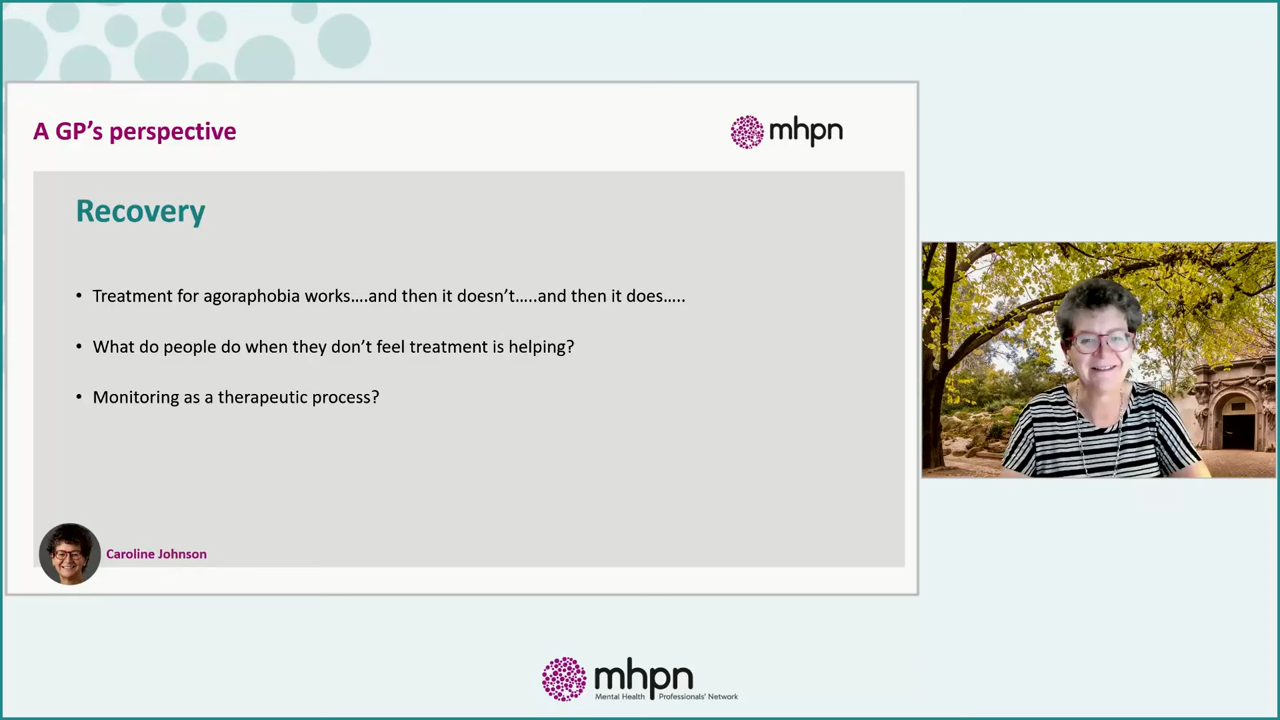 A GP’s perspective
mhpn
Recovery
• Treatment for agoraphobia works....and then it doesn’t.....and then it does.....
• What do people do when they don’t feel treatment is helping?
• Monitoring as a therapeutic process?
Caroline Johnson
mhpn
Mental Health Professionals’ Network